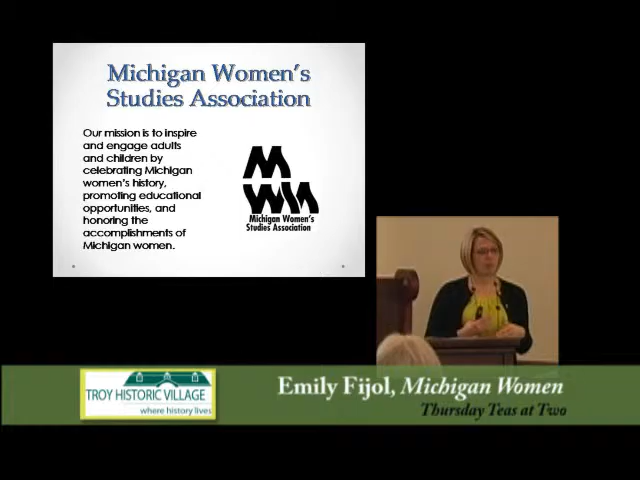 Michigan Women's
Studies Association
Our mission is to inspire
and engage adults
and children by
celebrating Michigan
women's history,
promoting educational
opportunities, and
honoring the
accomplishments of
Michigan women.
Michigan Women's
Studies Association
TROY HISTORIC VILLAGE
where history lives
Emily Fijol, Michigan Women
Thursday Teas at Two